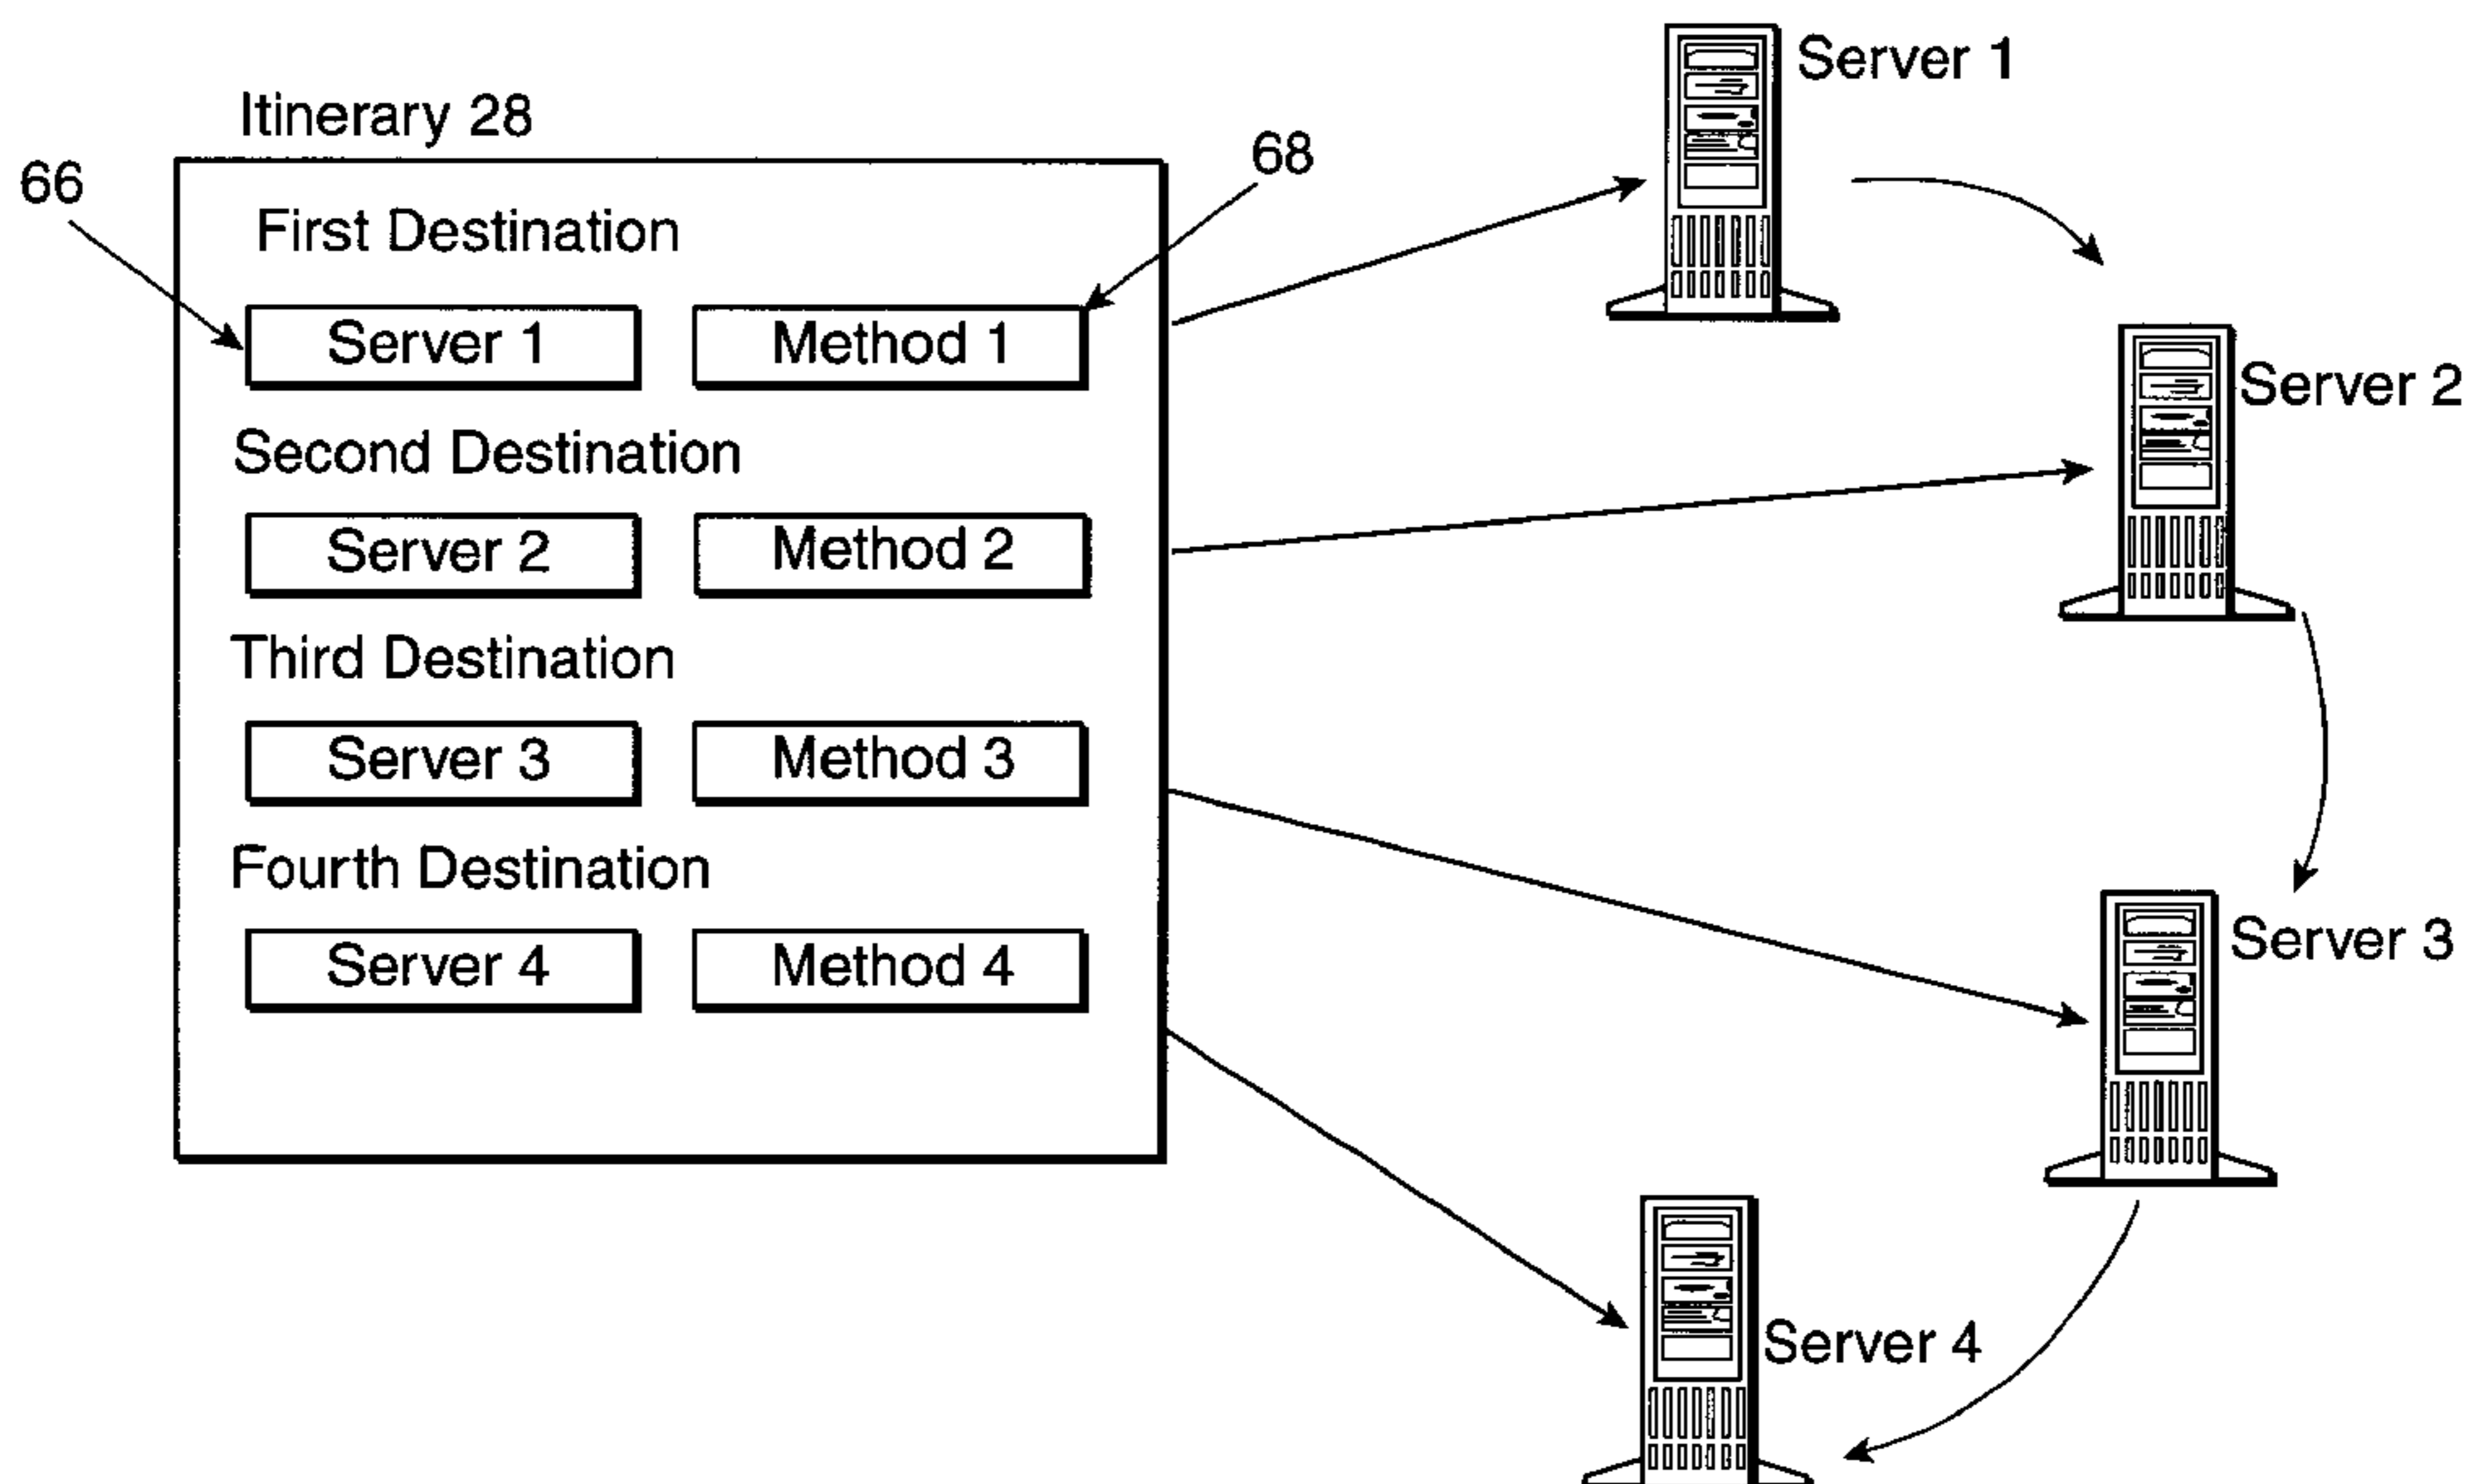 Itinerary 28
66
68
First Destination
Server 1
Method 1
Second Destination
Server 2
Method 2
Third Destination
Server 3
Method 3
Fourth Destination
Server 4
Method 4
Server 1
Server 2
Server 3
Server 4